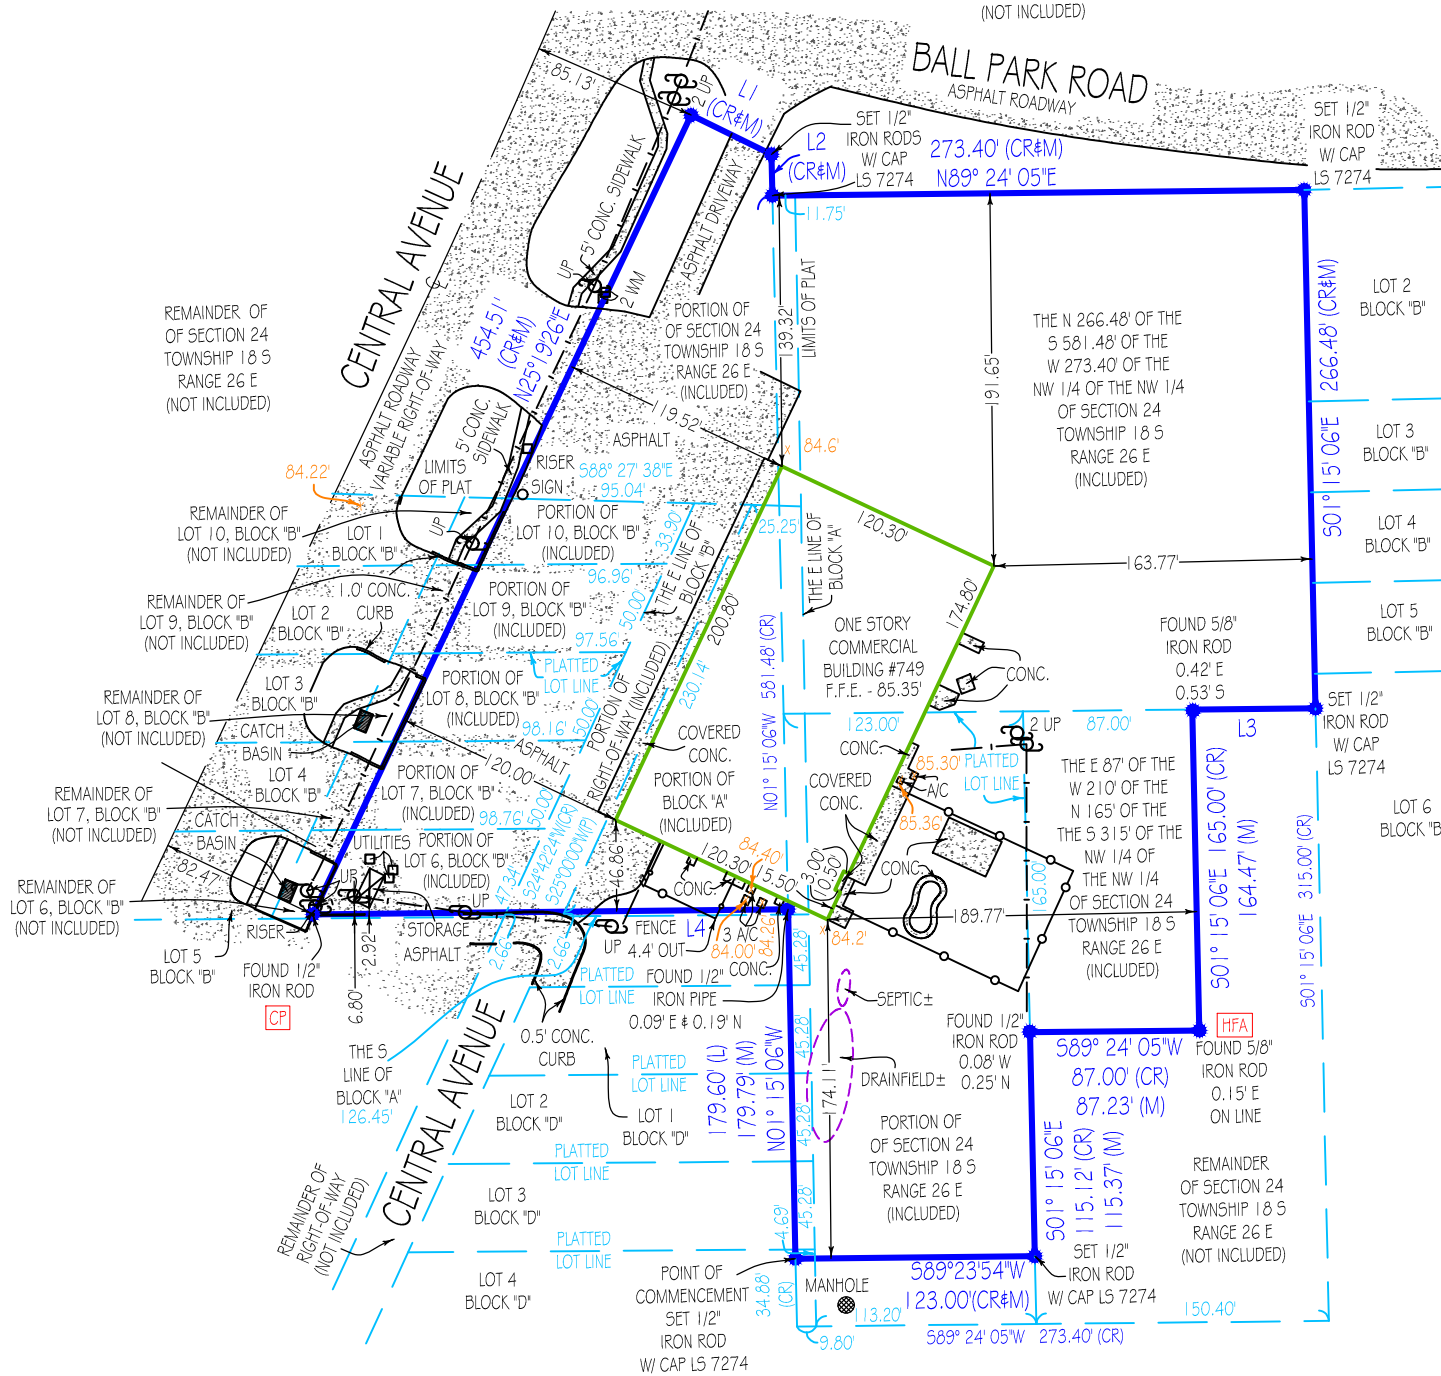 (NOT INCLUDED)
BALL PARK ROAD
ASPHALT ROADWAY
85.13'
2 UP
L1
(CR&M)
SET 1/2"
IRON RODS
W/ CAP
LS 7274
L2
(CR&M)
273.40' (CR&M)
N89° 24' 05"E
SET 1/2"
IRON ROD
W/ CAP
LS 7274
11.75'
CENTRAL AVENUE
℄
5' CONC. SIDEWALK
ASPHALT DRIVEWAY
UP
2 WM
REMAINDER OF
OF SECTION 24
TOWNSHIP 18 S
RANGE 26 E
(NOT INCLUDED)
ASPHALT ROADWAY
VARIABLE RIGHT-OF-WAY
454.51'
(CR&M)
N25°19'26"E
PORTION OF
OF SECTION 24
TOWNSHIP 18 S
RANGE 26 E
(INCLUDED)
139.32'
LIMITS OF PLAT
191.65'
THE N 266.48' OF THE
S 581.48' OF THE
W 273.40' OF THE
NW 1/4 OF THE NW 1/4
OF SECTION 24
TOWNSHIP 18 S
RANGE 26 E
(INCLUDED)
S01° 15' 06"E 266.48' (CR&M)
LOT 2
BLOCK "B"
LOT 3
BLOCK "B"
LOT 4
BLOCK "B"
LOT 5
BLOCK "B"
LOT 6
BLOCK "B"
119.52'
5' CONC.
SIDEWALK
LIMITS
OF PLAT
ASPHALT
RISER
SIGN
S88° 27' 38"E
95.04'
x 84.6'
84.22'
REMAINDER OF
LOT 10, BLOCK "B"
(NOT INCLUDED)
LOT 1
BLOCK "B"
UP
PORTION OF
LOT 10, BLOCK "B"
(INCLUDED)
33.90'
25.25'
120.30'
163.77'
1.0' CONC.
CURB
96.96'
THE E LINE OF
BLOCK "B"
THE E LINE OF
BLOCK "A"
174.80'
REMAINDER OF
LOT 9, BLOCK "B"
(NOT INCLUDED)
LOT 2
BLOCK "B"
PORTION OF
LOT 9, BLOCK "B"
(INCLUDED)
50.00'
97.56'
200.80'
N01° 15' 06"W 581.48' (CR)
ONE STORY
COMMERCIAL
BUILDING #749
F.F.E. - 85.35'
CONC.
FOUND 5/8"
IRON ROD
0.42' E
0.53' S
PLATTED
LOT LINE
REMAINDER OF
LOT 8, BLOCK "B"
(NOT INCLUDED)
LOT 3
BLOCK "B"
PORTION OF
LOT 8, BLOCK "B"
(INCLUDED)
98.16'
50.00'
PORTION OF
RIGHT-OF-WAY (INCLUDED)
230.14'
CATCH
BASIN
ASPHALT
120.00'
COVERED
CONC.
123.00'
87.00'
2 UP
L3
SET 1/2"
IRON ROD
W/ CAP
LS 7274
CONC.
85.30'
A/C
PLATTED
LOT LINE
LOT 4
BLOCK "B"
PORTION OF
LOT 7, BLOCK "B"
(INCLUDED)
98.76'
50.00'
PORTION OF
BLOCK "A"
(INCLUDED)
COVERED
CONC.
85.36'
THE E 87' OF THE
W 210' OF THE
N 165' OF THE
THE S 315' OF THE
NW 1/4 OF
THE NW 1/4
OF SECTION 24
TOWNSHIP 18 S
RANGE 26 E
(INCLUDED)
S01° 15' 06"E 165.00' (CR)
164.47' (M)
S01° 15' 06"E 315.00' (CR)
REMAINDER OF
LOT 7, BLOCK "B"
(NOT INCLUDED)
CATCH
BASIN
UTILITIES
82.47'
UP
PORTION OF
LOT 6, BLOCK "B"
(INCLUDED)
47.34'
S24°42'24"W(CR)
S25°00'00"W(P)
46.86'
120.30'
84.40'
15.50'
3.00'
10.50'
CONC.
CONC.
165.00'
REMAINDER OF
LOT 6, BLOCK "B"
(NOT INCLUDED)
RISER
LOT 5
BLOCK "B"
UP
STORAGE
ASPHALT
FENCE
4.4' OUT
UP
L4
3 A/C
84.00'
84.26'
CONC.
x 84.2'
189.77'
FOUND 1/2"
IRON ROD
CP
6.80'
2.92'
2.66'
2.66'
PLATTED
LOT LINE
FOUND 1/2"
IRON PIPE
0.09' E & 0.19' N
45.28'
SEPTIC±
FOUND 1/2"
IRON ROD
0.08' W
0.25' N
HFA
FOUND 5/8"
IRON ROD
0.15' E
ON LINE
0.5' CONC.
CURB
THE S
LINE OF
BLOCK "A"
126.45'
CENTRAL AVENUE
PLATTED
LOT LINE
LOT 2
BLOCK "D"
LOT 1
BLOCK "D"
179.60' (L)
179.79' (M)
N01° 15' 06"W
45.28'
174.11'
DRAINFIELD±
S89° 24' 05"W
87.00' (CR)
87.23' (M)
45.28'
PLATTED
LOT LINE
PORTION OF
OF SECTION 24
TOWNSHIP 18 S
RANGE 26 E
(INCLUDED)
S01° 15' 06"E
115.12' (CR)
115.37' (M)
REMAINDER
OF SECTION 24
TOWNSHIP 18 S
RANGE 26 E
(NOT INCLUDED)
REMAINDER OF
RIGHT-OF-WAY
(NOT INCLUDED)
LOT 3
BLOCK "D"
45.28'
4.69'
PLATTED
LOT LINE
LOT 4
BLOCK "D"
POINT OF
COMMENCEMENT
SET 1/2"
IRON ROD
W/ CAP LS 7274
34.88'
(CR)
MANHOLE
S89°23'54"W
123.00'(CR&M)
SET 1/2"
IRON ROD
W/ CAP LS 7274
113.20'
150.40'
9.80'
S89° 24' 05"W 273.40' (CR)